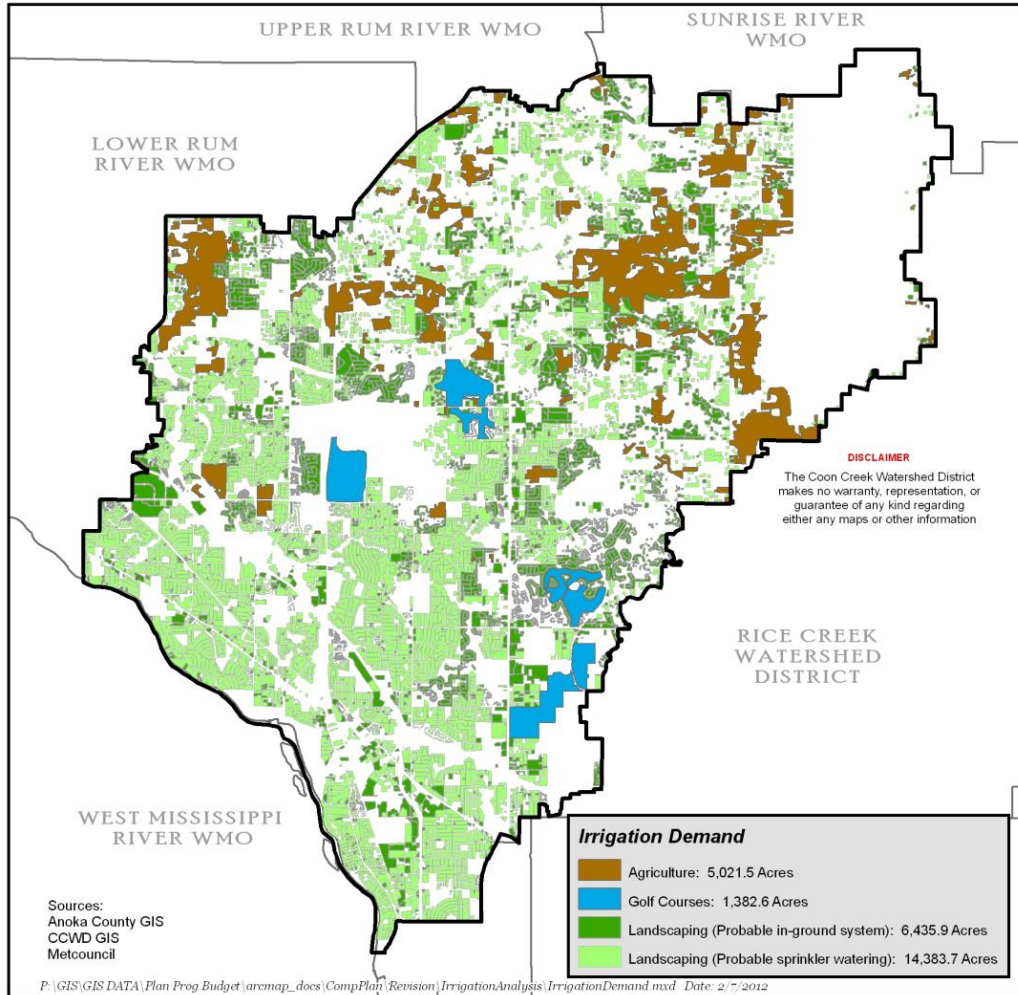 UPPER RUM RIVER WMO
SUNRISE RIVER
WMO
LOWER RUM
RIVER WMO
DISCLAIMER
The Coon Creek Watershed District
makes no warranty, representation, or
guarantee of any kind regarding
either any maps or other information
RICE CREEK
WATERSHED
DISTRICT
WEST MISSISSIPPI
RIVER WMO
Sources:
Anoka County GIS
CCWD GIS
Metcouncil
Irrigation Demand
Agriculture: 5,021.5 Acres
Golf Courses: 1,382.6 Acres
Landscaping (Probable in-ground system): 6,435.9 Acres
Landscaping (Probable sprinkler watering): 14,383.7 Acres
P:\GIS\GIS DATA\Plan Prog Budget\arcmap_docs\CompPlan\Revision\IrrigationAnalysis\IrrigationDemand.mxd Date: 2/7/2012